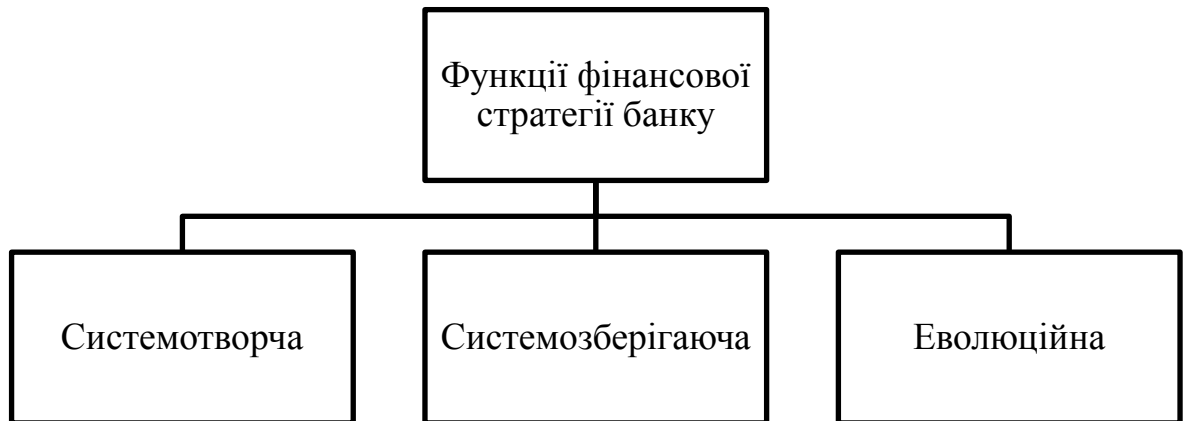 Функції фінансової
стратегії банку
Системотворча
Системозберігаюча
Еволюційна